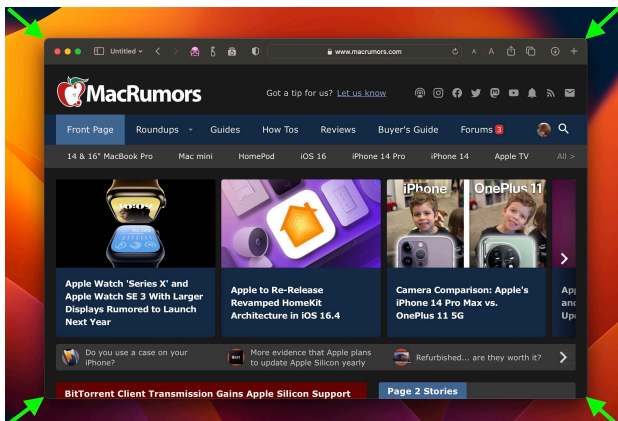 Untitled
www.macrumors.com
A A
MacRumors
Got a tip for us? Let us know
Front Page Roundups Guides How Tos Reviews Buyer's Guide Forums 3
14 & 16" MacBook Pro Mac mini HomePod iOS 16 iPhone 14 Pro iPhone 14 Apple TV All >
10:09
iPhone OnePlus 11
Apple Watch 'Series X' and
Apple Watch SE 3 With Larger
Displays Rumored to Launch
Next Year
Apple to Re-Release
Revamped HomeKit
Architecture in iOS 16.4
Camera Comparison: Apple's
iPhone 14 Pro Max vs.
OnePlus 11 5G
Do you use a case on your
iPhone?
More evidence that Apple plans
to update Apple Silicon yearly
Refurbished... are they worth it?
BitTorrent Client Transmission Gains Apple Silicon Support
Page 2 Stories